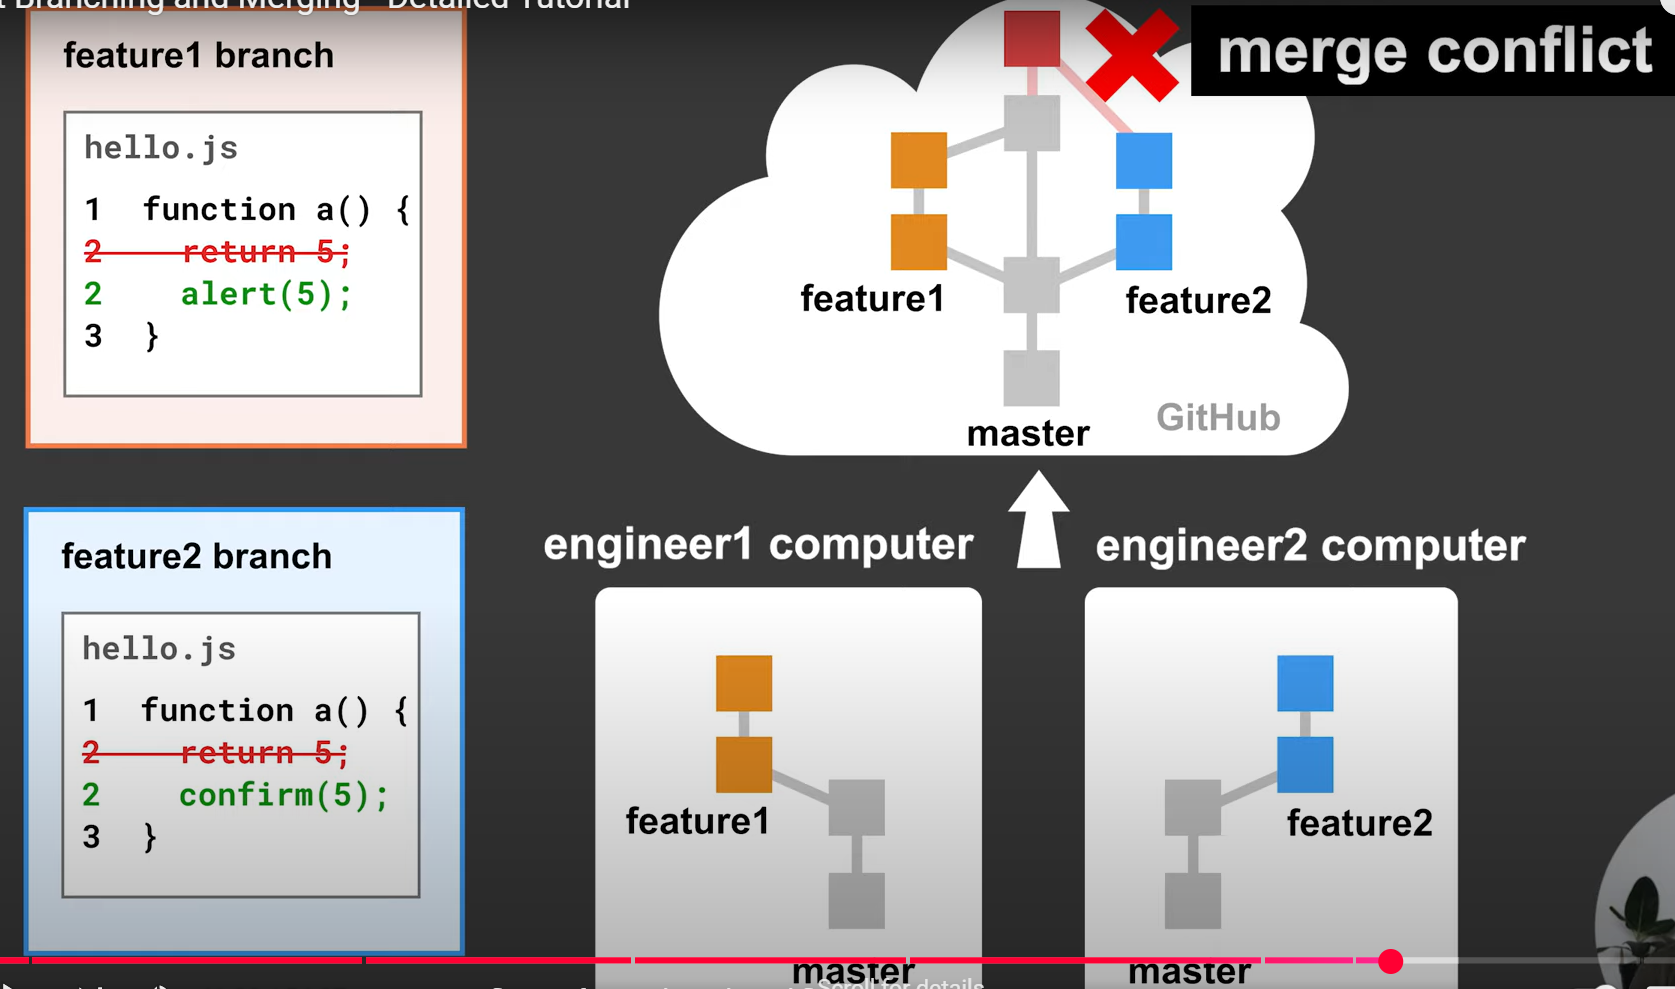 Branching and Merging - Detailed Tutorial
merge conflict
feature1 branch
hello.js
1 function a() {
2 return 5;
2 alert(5);
3 }
feature2 branch
hello.js
1 function a() {
2 return 5;
2 confirm(5);
3 }
feature1
feature2
master
GitHub
engineer1 computer
engineer2 computer
feature1
master
feature2
master
Scroll for details